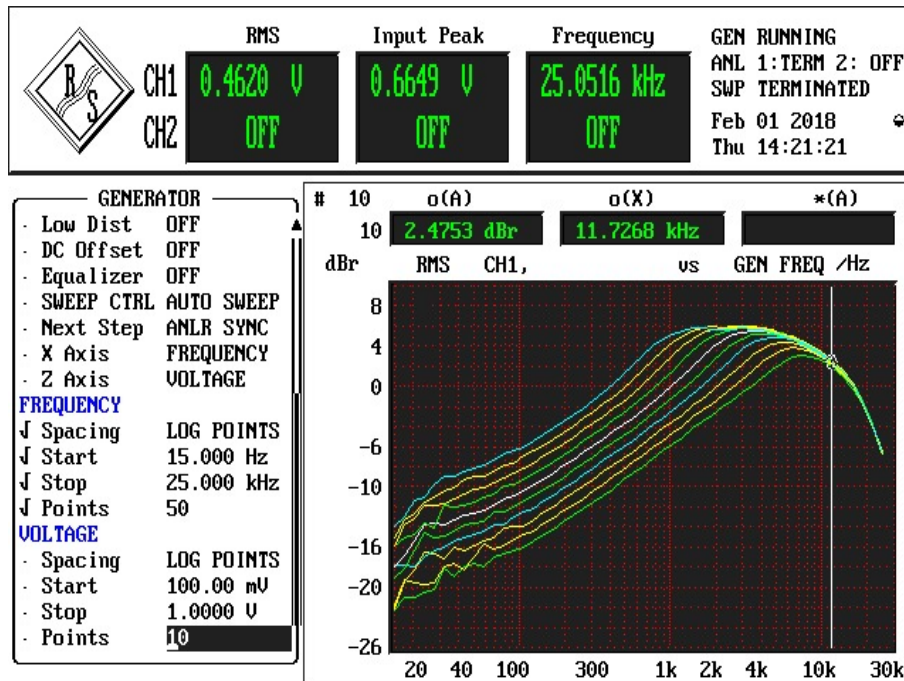 RMS Input Peak Frequency GEN RUNNING
ANL 1:TERM 2: OFF
CH1 0.4620 V 0.6649 V 25.0516 kHz SWP TERMINATED
CH2 OFF OFF OFF Feb 01 2018
Thu 14:21:21
R S
GENERATOR
· Low Dist OFF
· DC Offset OFF
· Equalizer OFF
· SWEEP CTRL AUTO SWEEP
· Next Step ANLR SYNC
· X Axis FREQUENCY
· Z Axis VOLTAGE
FREQUENCY
√ Spacing LOG POINTS
√ Start 15.000 Hz
√ Stop 25.000 kHz
√ Points 50
VOLTAGE
· Spacing LOG POINTS
· Start 100.00 mV
· Stop 1.0000 V
· Points 10
# 10 o(A) o(X) *(A)
10 2.4753 dBr 11.7268 kHz
dBr RMS CH1, vs GEN FREQ /Hz
8
4
0
-6
-10
-16
-20
-26
20 40 100 300 1k 2k 4k 10k 30k